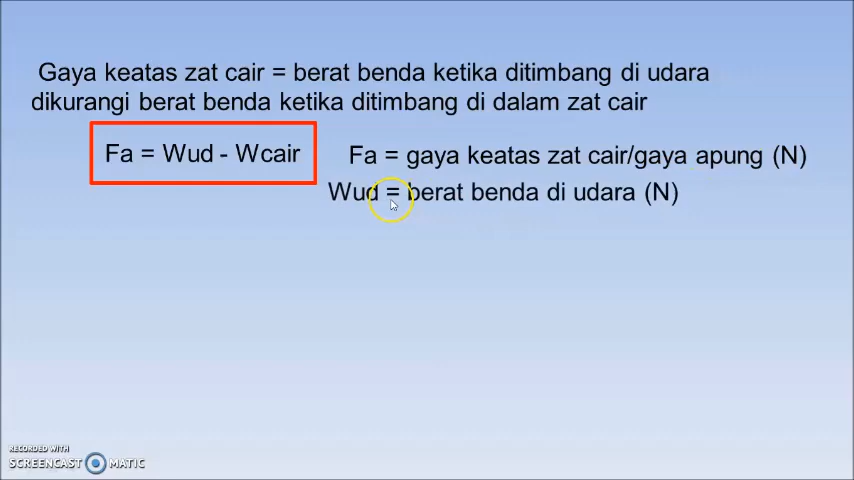 Gaya keatas zat cair = berat benda ketika ditimbang di udara
dikurangi berat benda ketika ditimbang di dalam zat cair
Fa = Wud - Wcair
Fa = gaya keatas zat cair/gaya apung (N)
Wud = berat benda di udara (N)
RECORDED WITH
SCREENCAST MATIC